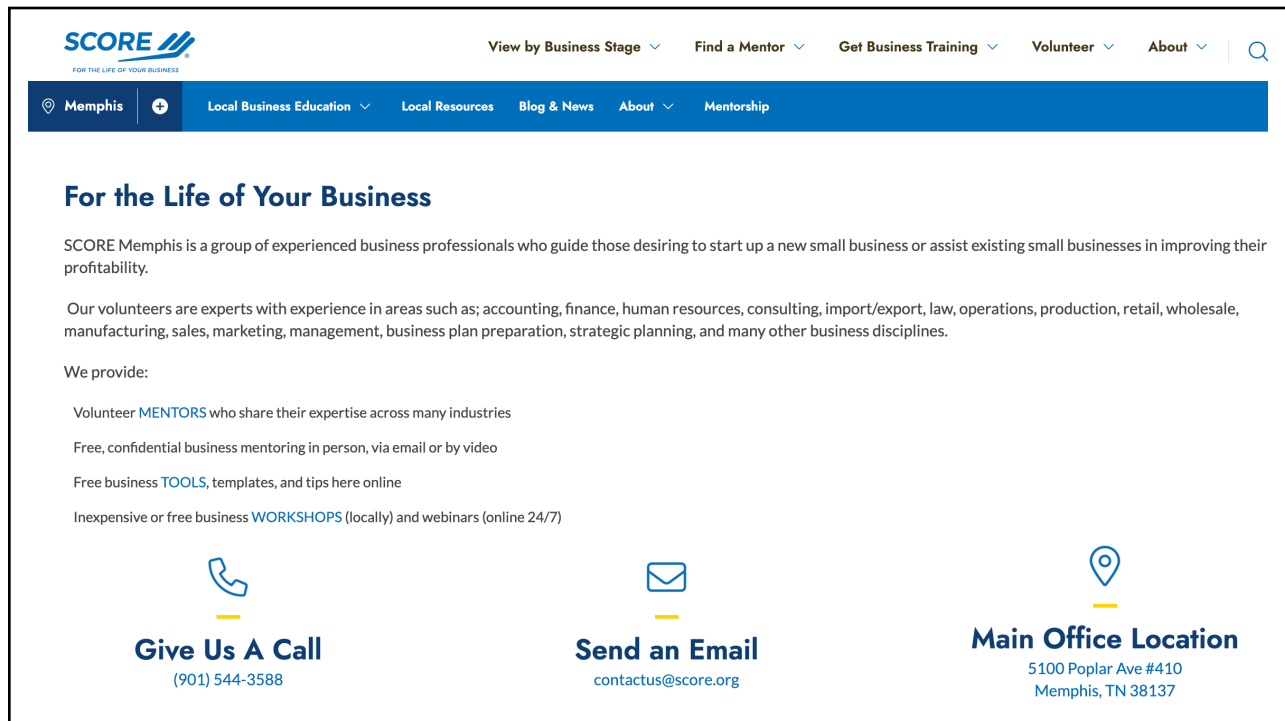 SCORE
FOR THE LIFE OF YOUR BUSINESS
View by Business Stage
Find a Mentor
Get Business Training
Volunteer
About
Memphis
Local Business Education
Local Resources
Blog & News
About
Mentorship
For the Life of Your Business
SCORE Memphis is a group of experienced business professionals who guide those desiring to start up a new small business or assist existing small businesses in improving their
profitability.
Our volunteers are experts with experience in areas such as; accounting, finance, human resources, consulting, import/export, law, operations, production, retail, wholesale,
manufacturing, sales, marketing, management, business plan preparation, strategic planning, and many other business disciplines.
We provide:
Volunteer MENTORS who share their expertise across many industries
Free, confidential business mentoring in person, via email or by video
Free business TOOLS, templates, and tips here online
Inexpensive or free business WORKSHOPS (locally) and webinars (online 24/7)
Give Us A Call
(901) 544-3588
Send an Email
contactus@score.org
Main Office Location
5100 Poplar Ave #410
Memphis, TN 38137